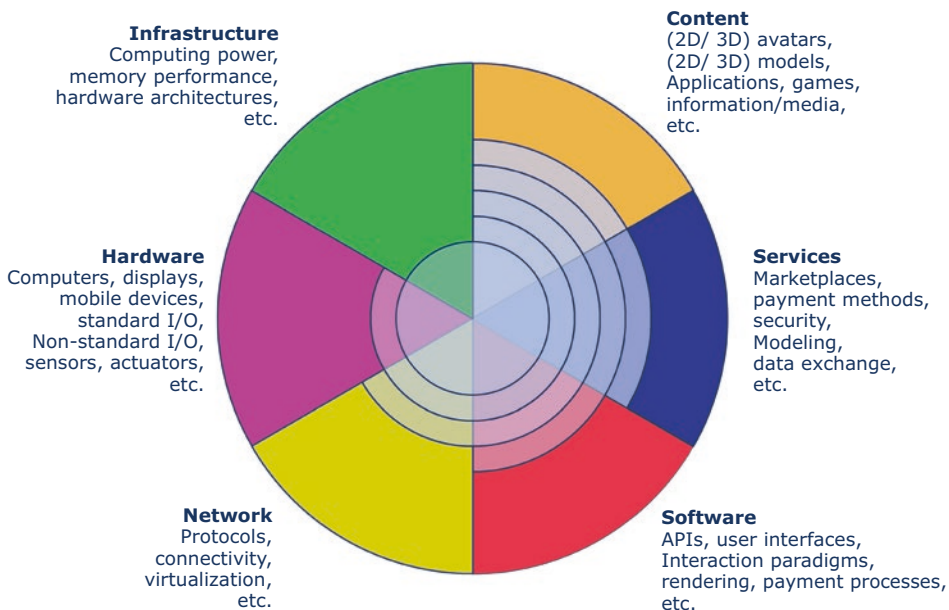 Infrastructure
Computing power,
memory performance,
hardware architectures,
etc.
Content
(2D/ 3D) avatars,
(2D/ 3D) models,
Applications, games,
information/media,
etc.
Hardware
Computers, displays,
mobile devices,
standard I/O,
Non-standard I/O,
sensors, actuators,
etc.
Services
Marketplaces,
payment methods,
security,
Modeling,
data exchange,
etc.
Network
Protocols,
connectivity,
virtualization,
etc.
Software
APIs, user interfaces,
Interaction paradigms,
rendering, payment processes,
etc.